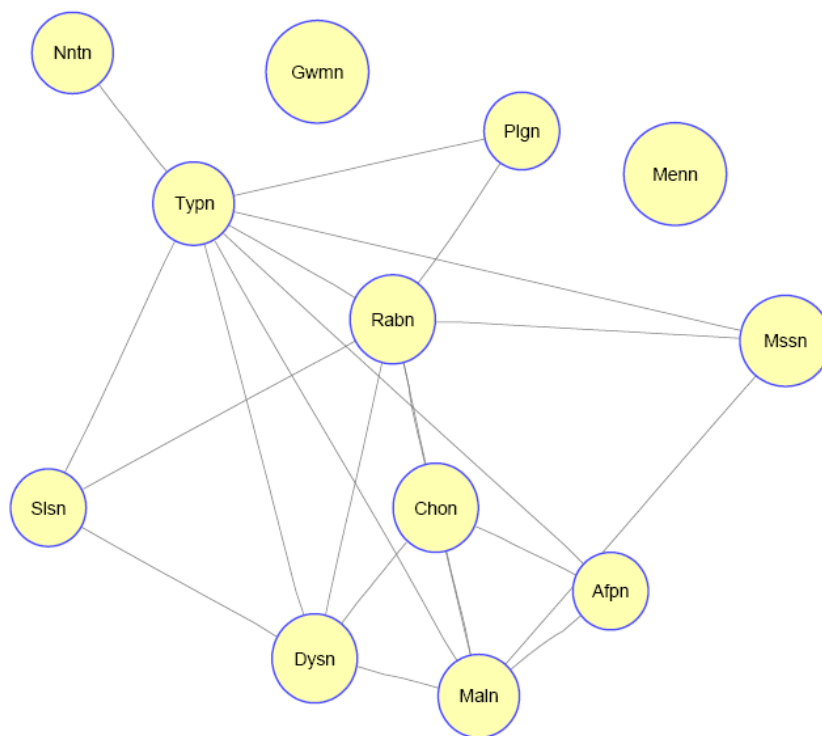 Nntn
Gwmn
Plgn
Menn
Typn
Rabn
Mssn
Slsn
Chon
Afpn
Dysn
Maln